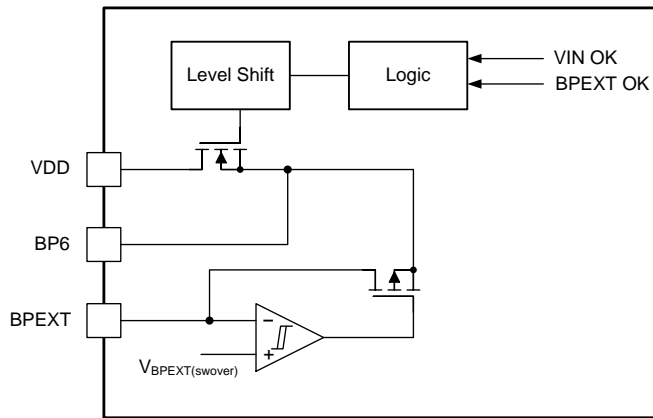 Level Shift
Logic
VIN OK
BPEXT OK
VDD
BP6
BPEXT
−
+
VBPEXT(swover)